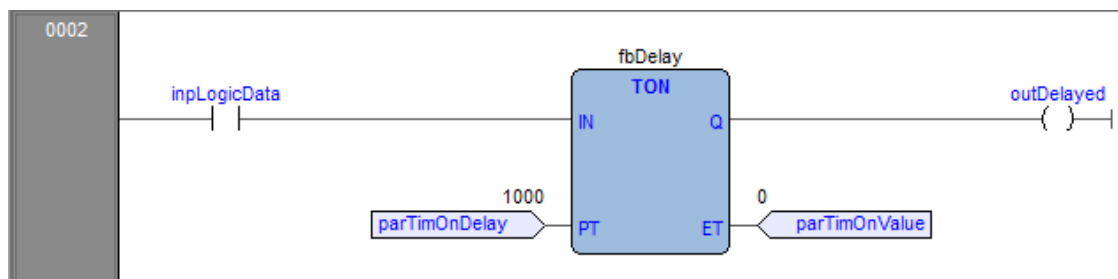 0002
fbDelay
TON
inpLogicData
outDelayed
IN Q
1000 0
parTimOnDelay PT ET parTimOnValue